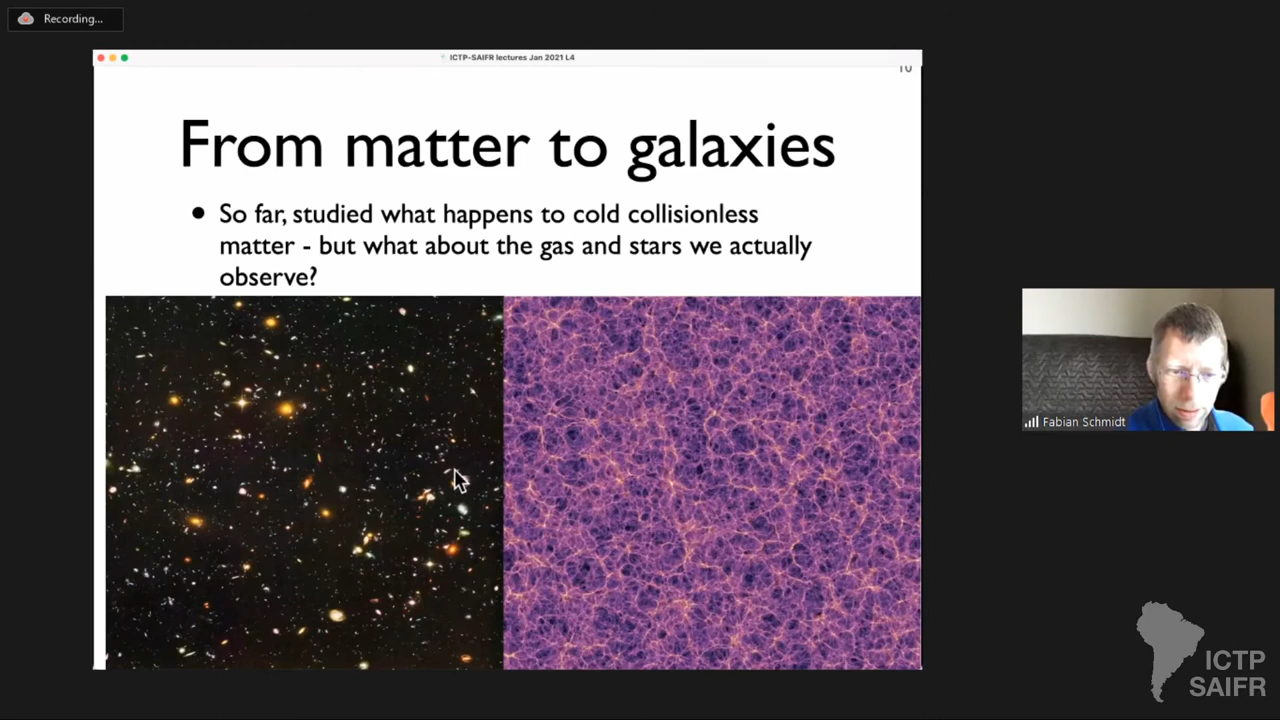 Recording...
ICTP-SAIFR lectures Jan 2021 L4
10
From matter to galaxies
• So far, studied what happens to cold collisionless
matter - but what about the gas and stars we actually
observe?
Fabian Schmidt
ICTP
SAIFR